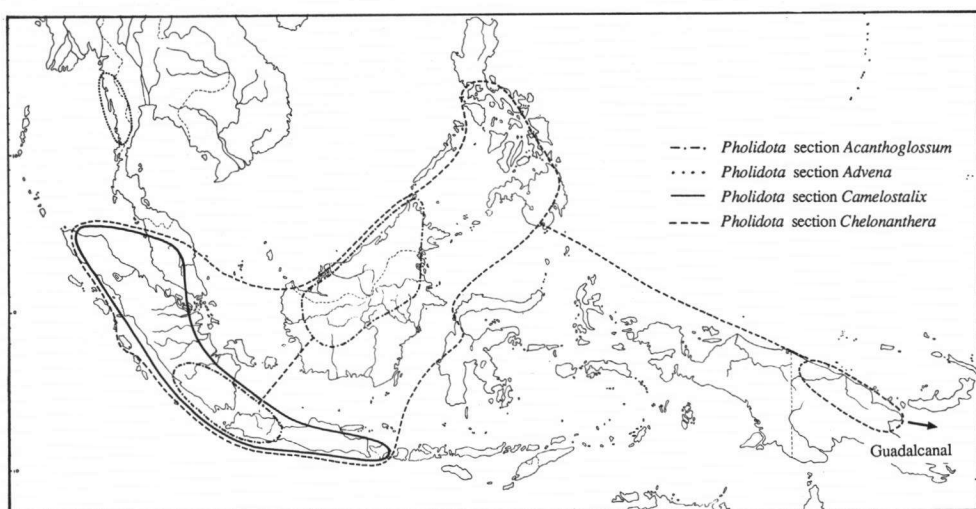 Pholidota section Acanthoglossum
Pholidota section Advena
Pholidota section Camelostalix
Pholidota section Chelonanthera
Guadalcanal